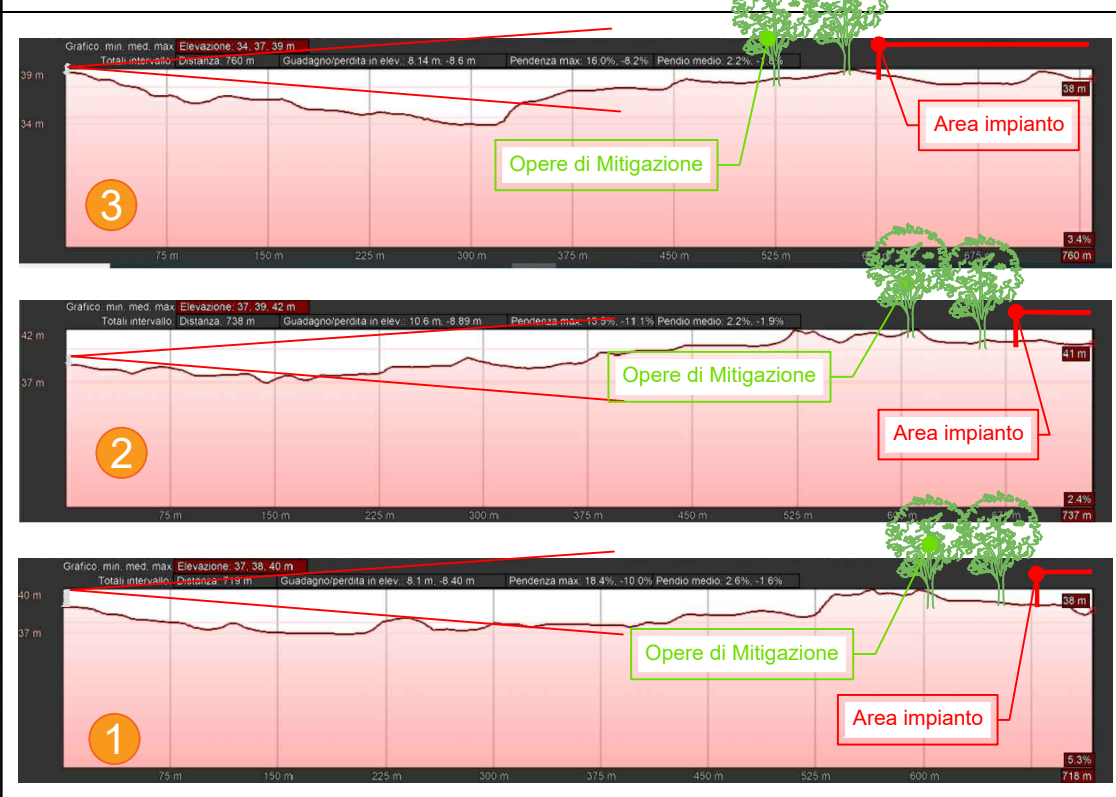 Grafico: min. med. max Elevazione: 34, 37, 39 m
Totali intervallo: Distanza: 760 m Guadagno/perdita in elev.: 8.14 m, -8.6 m Pendenza max: 16.0%, -8.2% Pendio medio: 2.2%,
39 m
38 m
34 m
Area impianto
Opere di Mitigazione
3
3.4%
75 m 150 m 225 m 300 m 375 m 450 m 525 m 675 m 760 m
Grafico: min. med. max Elevazione: 37, 39, 42 m
Totali intervallo: Distanza: 738 m Guadagno/perdita in elev.: 10.6 m, -8.89 m Pendenza max: -11.1% Pendio medio: 2.2%, -1.9%
42 m
41 m
37 m
Opere di Mitigazione
Area impianto
2
2.4%
75 m 150 m 225 m 300 m 375 m 450 m 525 m 737 m
Grafico: min. med. max Elevazione: 37, 38, 40 m
Totali intervallo: Distanza: 719 m Guadagno/perdita in elev.: 8.1 m, -8.40 m Pendenza max: 18.4%, -10.0% Pendio medio: 2.6%, -1.6%
40 m
38 m
37 m
Opere di Mitigazione
Area impianto
1
5.3%
75 m 150 m 225 m 300 m 375 m 450 m 525 m 600 m 718 m